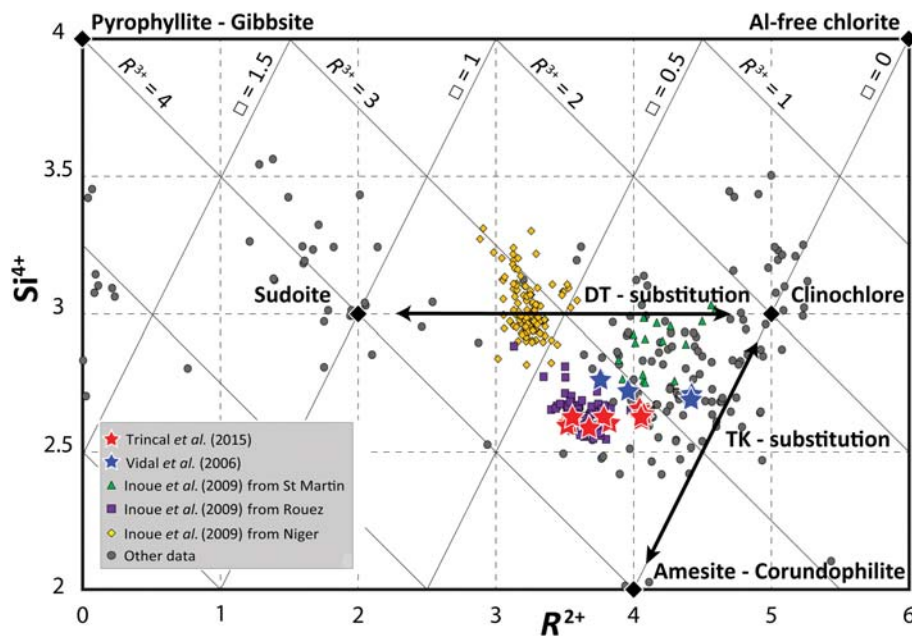 Pyrophyllite - Gibbsite
Al-free chlorite
4
R³⁺ = 4
□ = 1.5
R³⁺ = 3
□ = 1
R³⁺ = 2
□ = 0.5
R³⁺ = 1
□ = 0
3.5
Si⁴⁺
Sudoite
DT - substitution
Clinochlore
3
TK - substitution
2.5
Trincal et al. (2015)
Vidal et al. (2006)
Inoue et al. (2009) from St Martin
Inoue et al. (2009) from Rouez
Inoue et al. (2009) from Niger
Other data
Amesite - Corundophilite
2
0
1
2
3
4
5
6
R²⁺